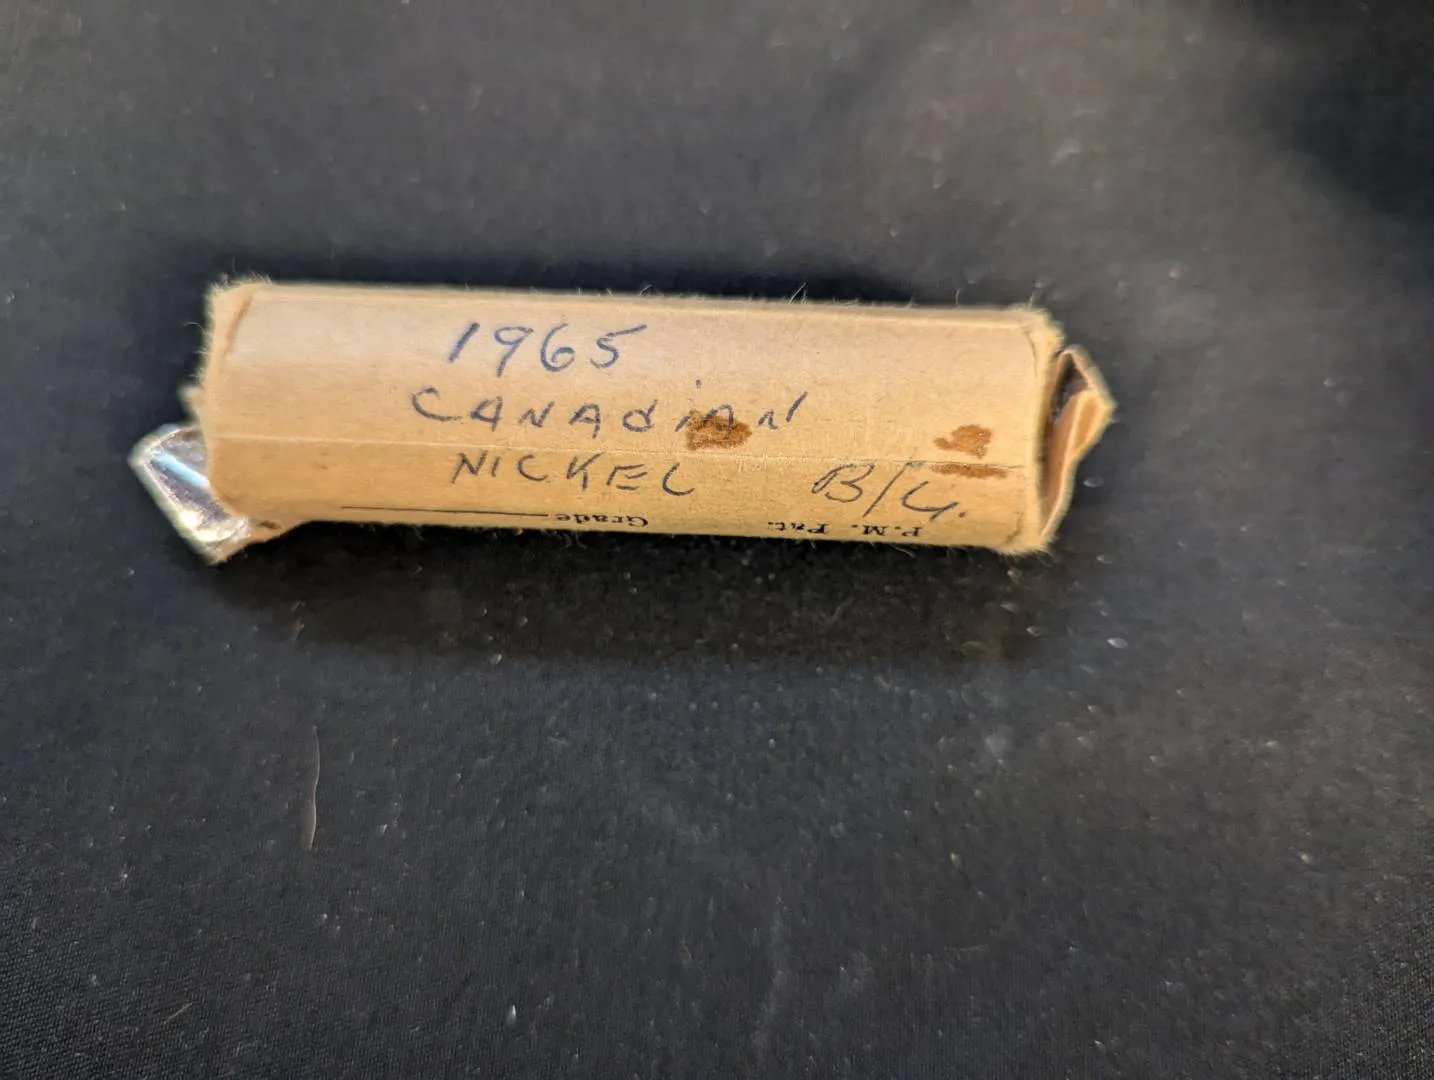 1965
CANADIAN
NICKEL B/U.
Grade
P.M. Pat.